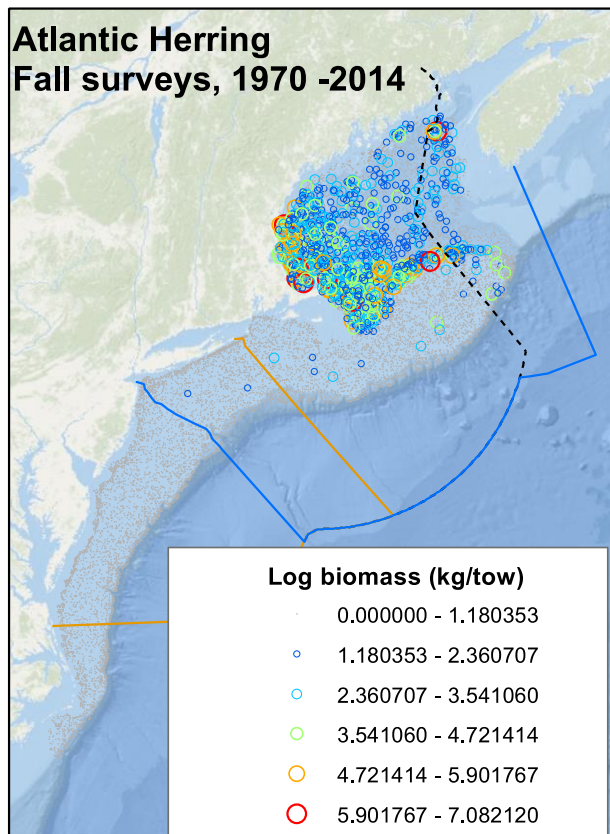 Atlantic Herring
Fall surveys, 1970 -2014
Log biomass (kg/tow)
0.000000 - 1.180353
1.180353 - 2.360707
2.360707 - 3.541060
3.541060 - 4.721414
4.721414 - 5.901767
5.901767 - 7.082120